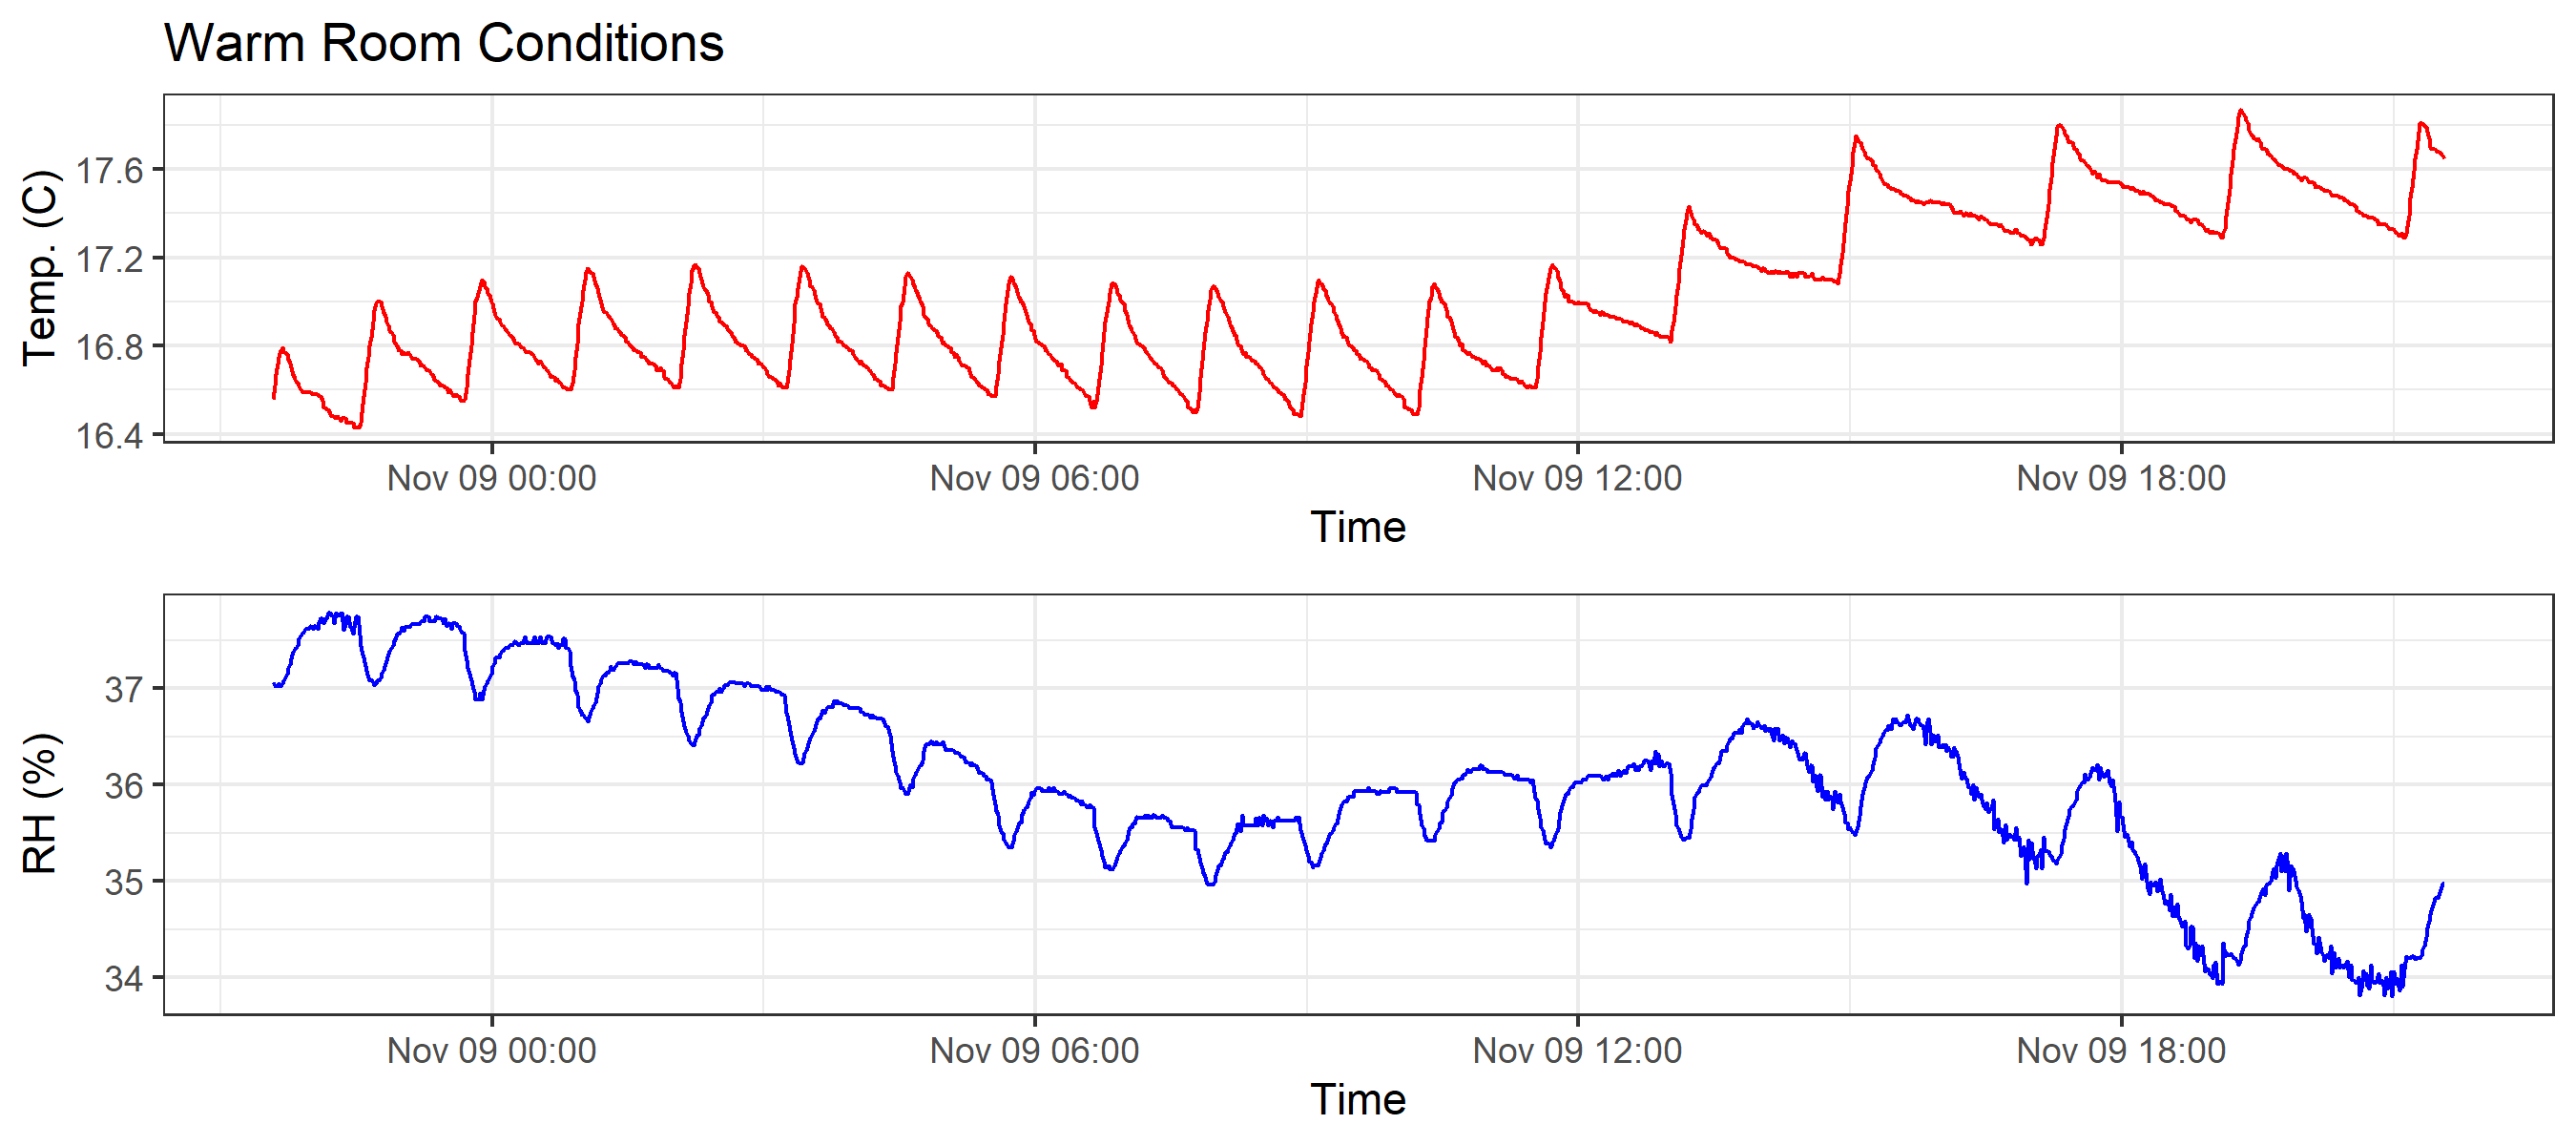 Warm Room Conditions
Temp. (C)
17.6
17.2
16.8
16.4
Nov 09 00:00 Nov 09 06:00 Nov 09 12:00 Nov 09 18:00
Time
RH (%)
37
36
35
34
Nov 09 00:00 Nov 09 06:00 Nov 09 12:00 Nov 09 18:00
Time